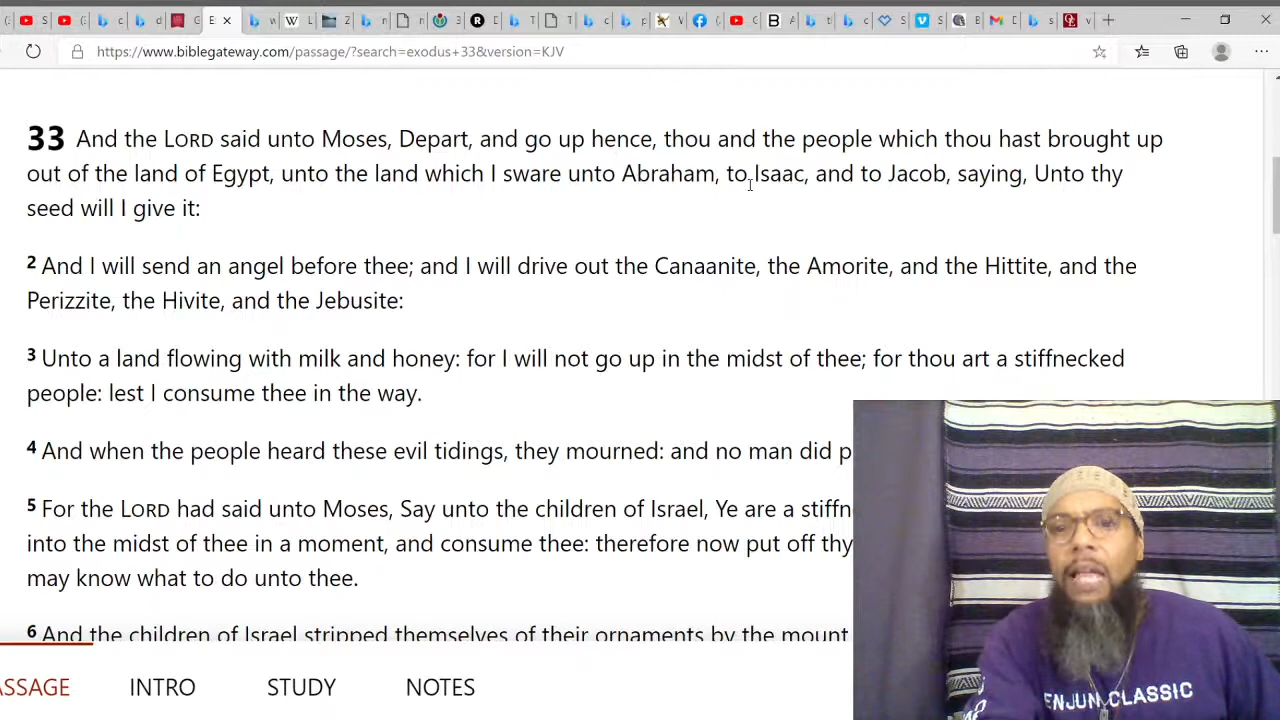 https://www.biblegateway.com/passage/?search=exodus+33&version=KJV
33 And the LORD said unto Moses, Depart, and go up hence, thou and the people which thou hast brought up
out of the land of Egypt, unto the land which I sware unto Abraham, to Isaac, and to Jacob, saying, Unto thy
seed will I give it:
2 And I will send an angel before thee; and I will drive out the Canaanite, the Amorite, and the Hittite, and the
Perizzite, the Hivite, and the Jebusite:
3 Unto a land flowing with milk and honey: for I will not go up in the midst of thee; for thou art a stiffnecked
people: lest I consume thee in the way.
4 And when the people heard these evil tidings, they mourned: and no man did p
5 For the LORD had said unto Moses, Say unto the children of Israel, Ye are a stiffn
into the midst of thee in a moment, and consume thee: therefore now put off thy
may know what to do unto thee.
6 And the children of Israel stripped themselves of their ornaments by the mount
ASSAGE INTRO STUDY NOTES
ENJUN CLASSIC